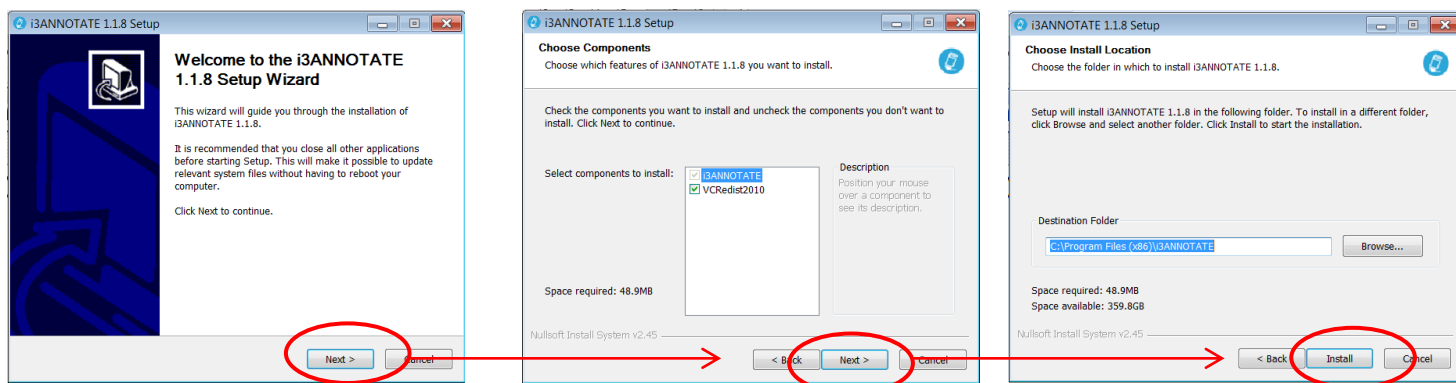 i3ANNOTATE 1.1.8 Setup
Welcome to the i3ANNOTATE
1.1.8 Setup Wizard
This wizard will guide you through the installation of
i3ANNOTATE 1.1.8.
It is recommended that you close all other applications
before starting Setup. This will make it possible to update
relevant system files without having to reboot your
computer.
Click Next to continue.
Next >
Cancel
i3ANNOTATE 1.1.8 Setup
Choose Components
Choose which features of i3ANNOTATE 1.1.8 you want to install.
Check the components you want to install and uncheck the components you don't want to
install. Click Next to continue.
Select components to install:
i3ANNOTATE
VCRedist2010
Description
Position your mouse
over a component to
see its description.
Space required: 48.9MB
Nullsoft Install System v2.45
< Back
Next >
Cancel
i3ANNOTATE 1.1.8 Setup
Choose Install Location
Choose the folder in which to install i3ANNOTATE 1.1.8.
Setup will install i3ANNOTATE 1.1.8 in the following folder. To install in a different folder,
click Browse and select another folder. Click Install to start the installation.
Destination Folder
C:\Program Files (x86)\i3ANNOTATE
Browse...
Space required: 48.9MB
Space available: 359.8GB
Nullsoft Install System v2.45
< Back
Install
Cancel